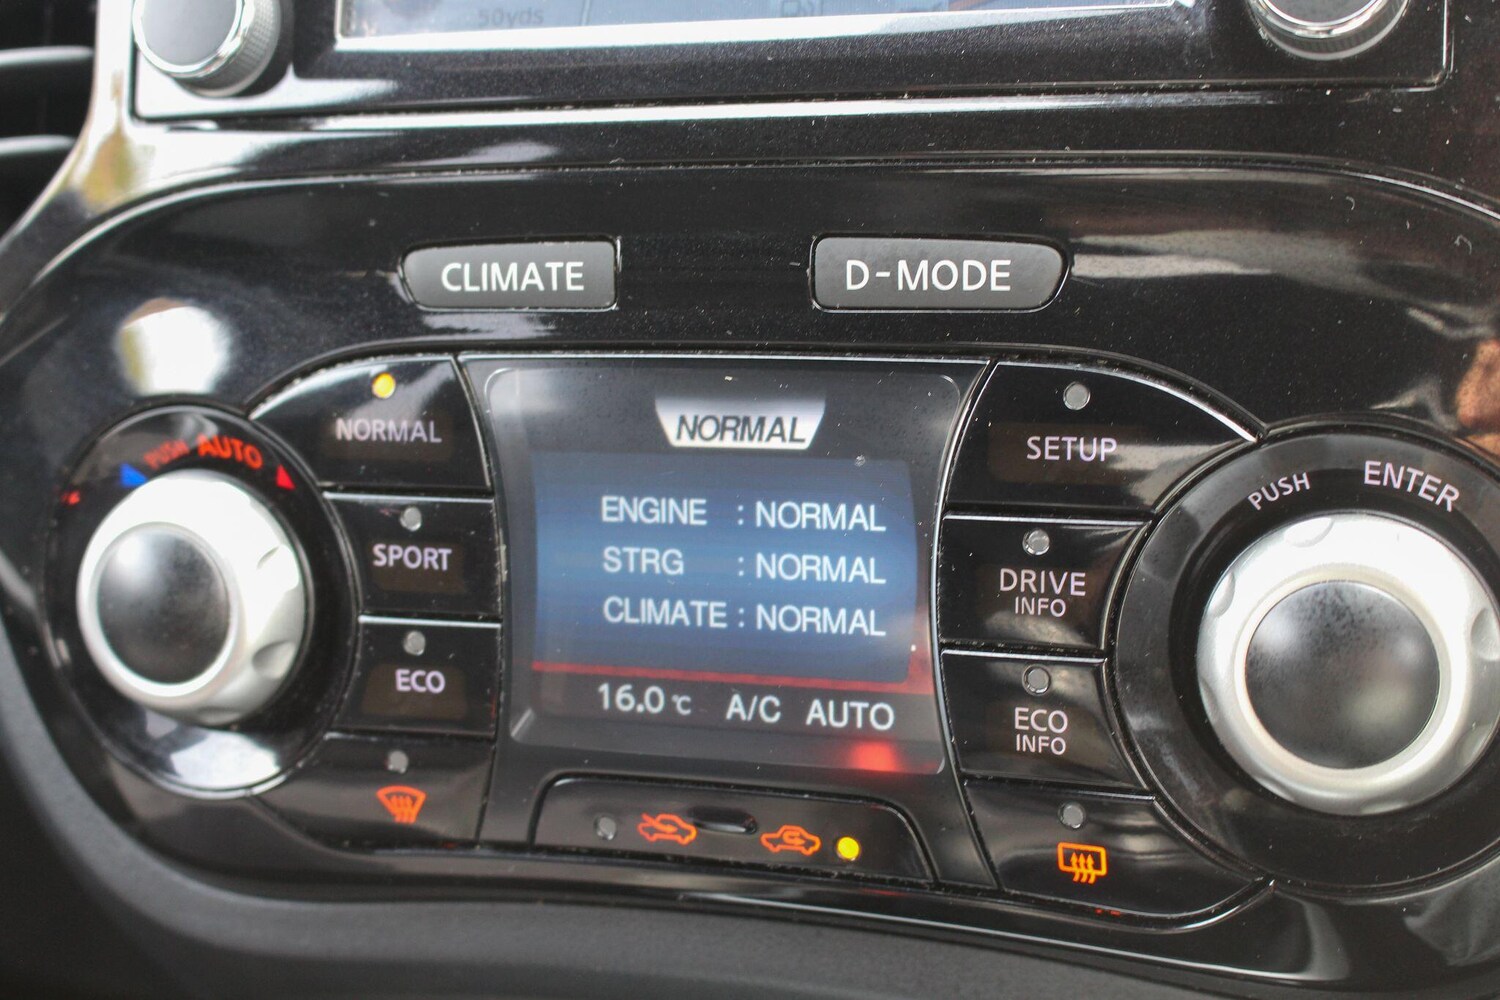 50yds
CLIMATE
D-MODE
PUSH AUTO
NORMAL
SPORT
ECO
NORMAL
ENGINE : NORMAL
STRG : NORMAL
CLIMATE : NORMAL
16.0℃ A/C AUTO
SETUP
DRIVE
INFO
ECO
INFO
PUSH ENTER